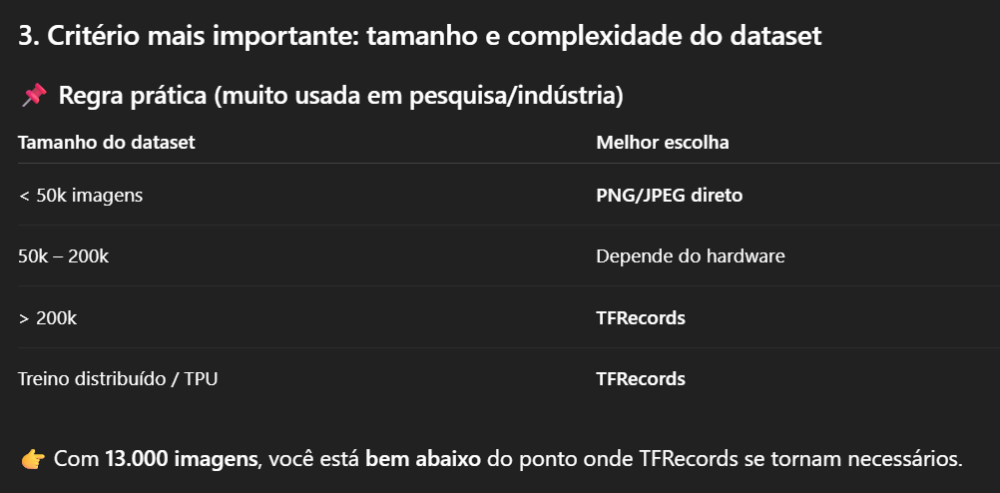 3. Critério mais importante: tamanho e complexidade do dataset
📌 Regra prática (muito usada em pesquisa/indústria)
Tamanho do dataset Melhor escolha
< 50k imagens PNG/JPEG direto
50k – 200k Depende do hardware
> 200k TFRecords
Treino distribuído / TPU TFRecords
👉 Com 13.000 imagens, você está bem abaixo do ponto onde TFRecords se tornam necessários.